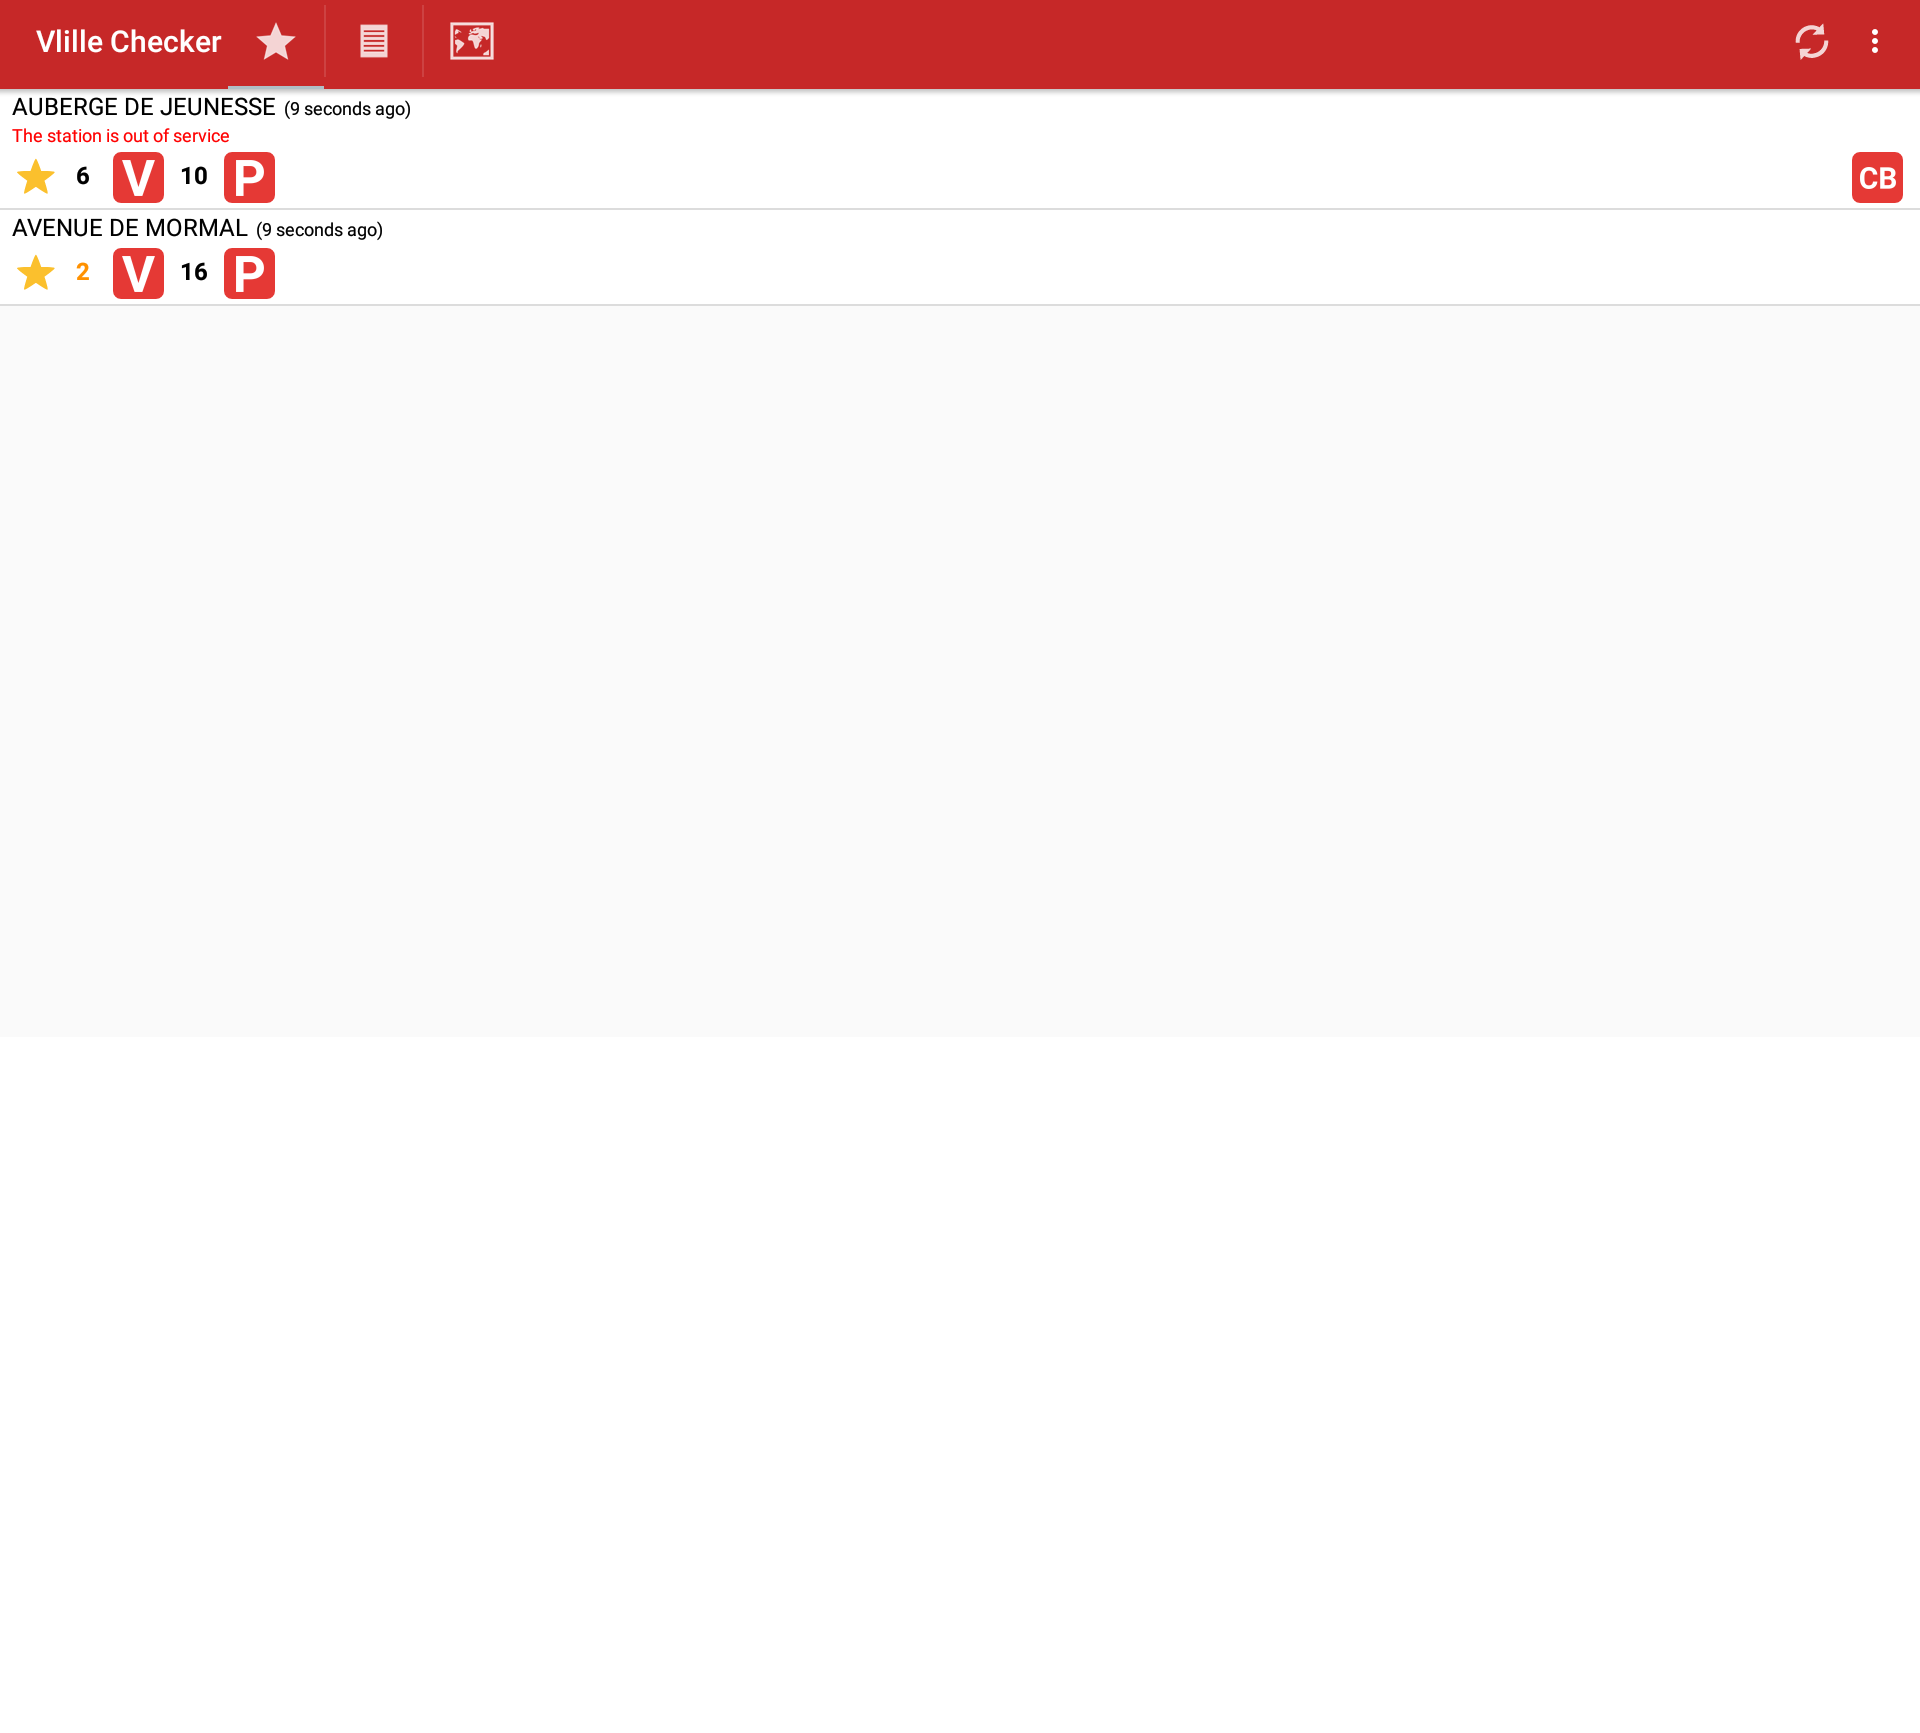 Vlille Checker
AUBERGE DE JEUNESSE (9 seconds ago)
The station is out of service
6 V 10 P CB
AVENUE DE MORMAL (9 seconds ago)
2 V 16 P